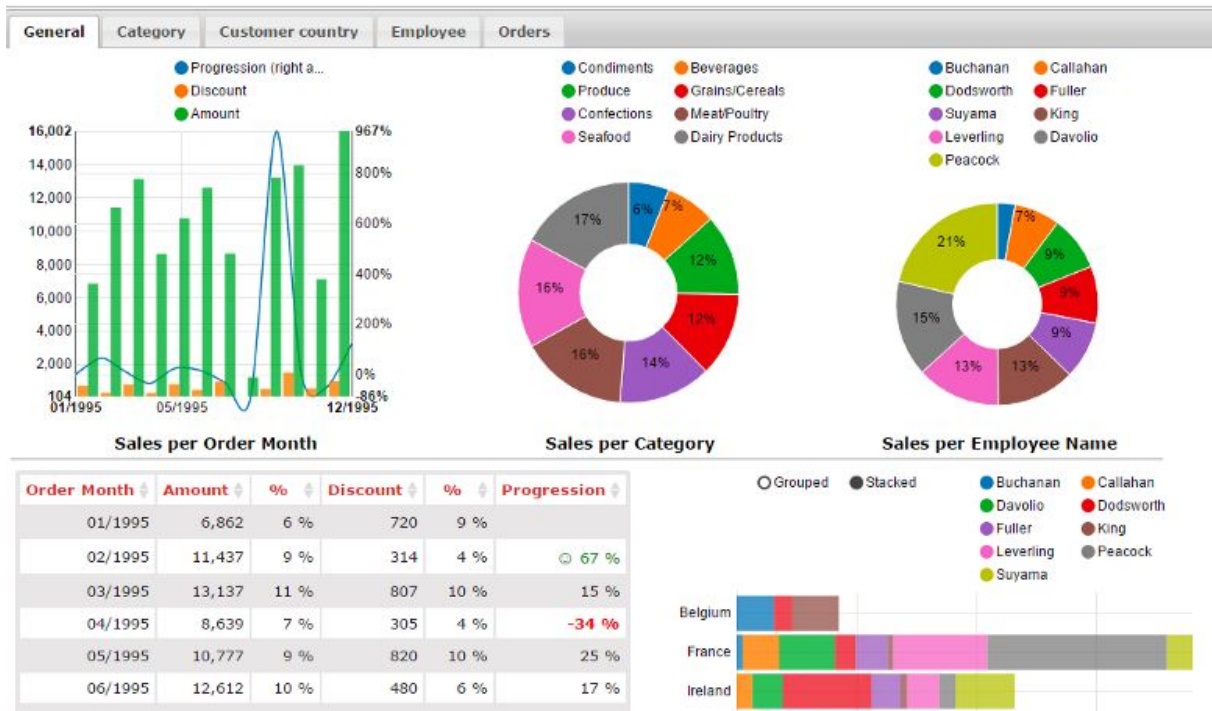 General Category Customer country Employee Orders
Progression (right a...
Discount
Amount
16,002
14,000
12,000
10,000
8,000
6,000
4,000
2,000
104
967%
800%
600%
400%
200%
0%
-86%
01/1995 05/1995 12/1995
Sales per Order Month
Condiments Beverages
Produce Grains/Cereals
Confections Meat/Poultry
Seafood Dairy Products
6% 7%
12%
12%
14%
16%
16%
17%
Sales per Category
Buchanan Callahan
Dodsworth Fuller
Suyama King
Leverling Davolio
Peacock
7%
9%
9%
9%
13%
13%
15%
21%
Sales per Employee Name
Order Month Amount % Discount % Progression
01/1995 6,862 6 % 720 9 %
02/1995 11,437 9 % 314 4 % ☺ 67 %
03/1995 13,137 11 % 807 10 % 15 %
04/1995 8,639 7 % 305 4 % -34 %
05/1995 10,777 9 % 820 10 % 25 %
06/1995 12,612 10 % 480 6 % 17 %
Grouped Stacked
Buchanan Callahan
Davolio Dodsworth
Fuller King
Leverling Peacock
Suyama
Belgium
France
Ireland